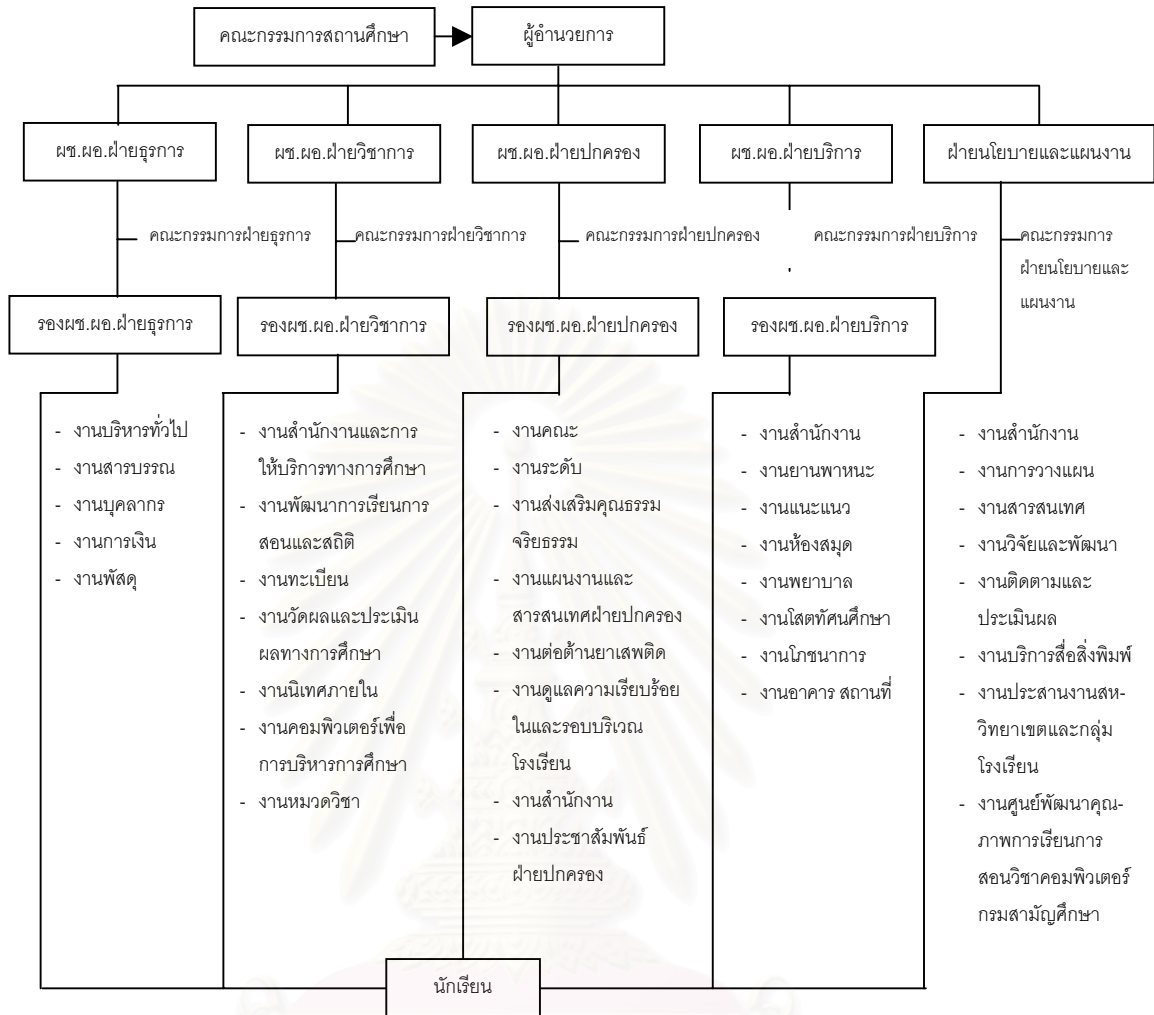 คณะกรรมการสถานศึกษา
ผู้อำนวยการ
ผช.ผอ.ฝ่ายธุรการ
ผช.ผอ.ฝ่ายวิชาการ
ผช.ผอ.ฝ่ายปกครอง
ผช.ผอ.ฝ่ายบริการ
ฝ่ายนโยบายและแผนงาน
คณะกรรมการฝ่ายธุรการ
คณะกรรมการฝ่ายวิชาการ
คณะกรรมการฝ่ายปกครอง
คณะกรรมการฝ่ายบริการ
คณะกรรมการ
ฝ่ายนโยบายและ
แผนงาน
รองผช.ผอ.ฝ่ายธุรการ
รองผช.ผอ.ฝ่ายวิชาการ
รองผช.ผอ.ฝ่ายปกครอง
รองผช.ผอ.ฝ่ายบริการ
- งานบริหารทั่วไป
- งานสารบรรณ
- งานบุคลากร
- งานการเงิน
- งานพัสดุ
- งานสำนักงานและการ
ให้บริการทางการศึกษา
- งานพัฒนาการเรียนการ
สอนและสถิติ
- งานทะเบียน
- งานวัดผลและประเมิน
ผลทางการศึกษา
- งานนิเทศภายใน
- งานคอมพิวเตอร์เพื่อ
การบริหารการศึกษา
- งานหมวดวิชา
- งานคณะ
- งานระดับ
- งานส่งเสริมคุณธรรม
จริยธรรม
- งานแผนงานและ
สารสนเทศฝ่ายปกครอง
- งานต่อต้านยาเสพติด
- งานดูแลความเรียบร้อย
ในและรอบบริเวณ
โรงเรียน
- งานสำนักงาน
- งานประชาสัมพันธ์
ฝ่ายปกครอง
- งานสำนักงาน
- งานยานพาหนะ
- งานแนะแนว
- งานห้องสมุด
- งานพยาบาล
- งานโสตทัศนศึกษา
- งานโภชนาการ
- งานอาคาร สถานที่
- งานสำนักงาน
- งานการวางแผน
- งานสารสนเทศ
- งานวิจัยและพัฒนา
- งานติดตามและ
ประเมินผล
- งานบริการสื่อสิ่งพิมพ์
- งานประสานงานสห-
วิทยาเขตและกลุ่ม
โรงเรียน
- งานศูนย์พัฒนาคุณ-
ภาพการเรียนการ
สอนวิชาคอมพิวเตอร์
กรมสามัญศึกษา
นักเรียน